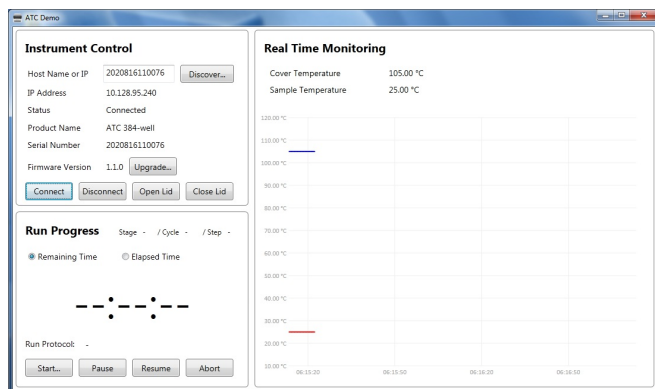 ATC Demo
Instrument Control
Host Name or IP 2020816110076 Discover...
IP Address 10.128.95.240
Status Connected
Product Name ATC 384-well
Serial Number 2020816110076
Firmware Version 1.1.0 Upgrade...
Connect Disconnect Open Lid Close Lid
Run Progress Stage - / Cycle - / Step -
Remaining Time Elapsed Time
--:--:--
Run Protocol: -
Start... Pause Resume Abort
Real Time Monitoring
Cover Temperature 105.00 °C
Sample Temperature 25.00 °C
120.00 °C
110.00 °C
100.00 °C
90.00 °C
80.00 °C
70.00 °C
60.00 °C
50.00 °C
40.00 °C
30.00 °C
20.00 °C
10.00 °C
06:15:20 06:15:50 06:16:20 06:16:50